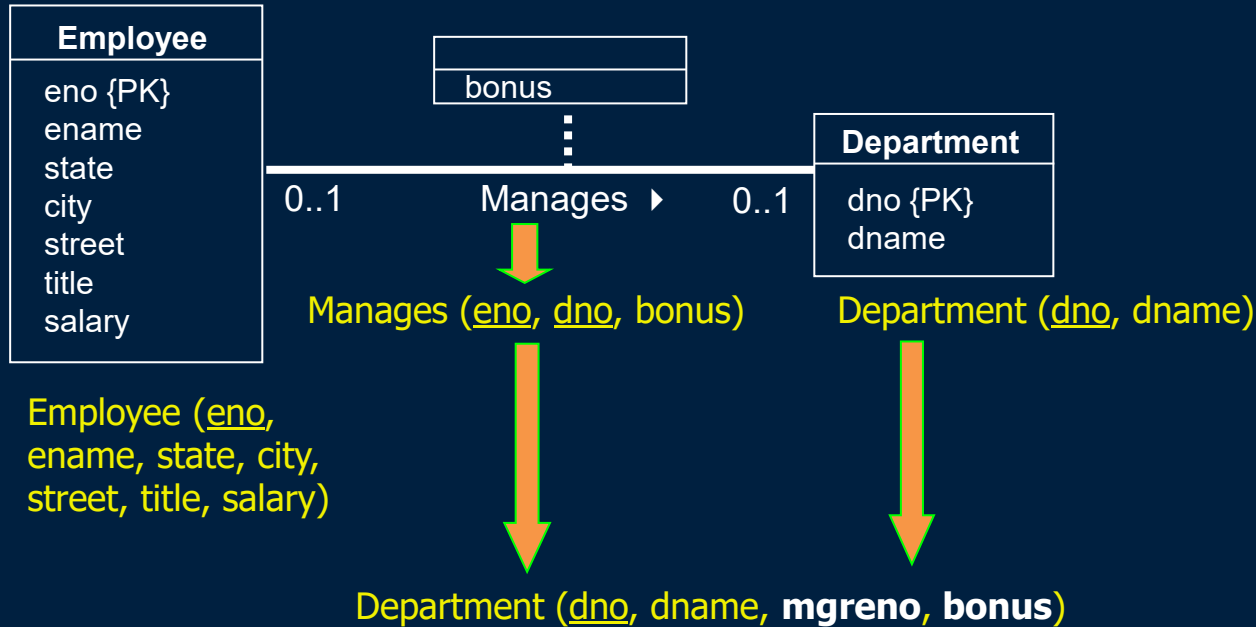 Employee
eno {PK}
ename
state
city
street
title
salary
bonus
0..1
Manages ▸
0..1
Department
dno {PK}
dname
Manages (eno, dno, bonus)
Department (dno, dname)
Employee (eno,
ename, state, city,
street, title, salary)
Department (dno, dname, mgreno, bonus)